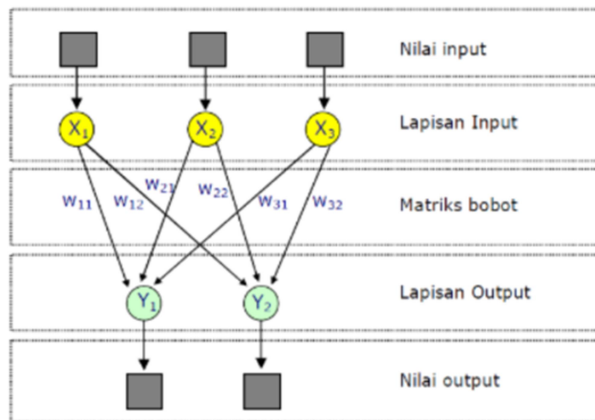 Nilai input
X₁ X₂ X₃ Lapisan Input
W₁₁ W₁₂ W₂₁ W₂₂ W₃₁ W₃₂ Matriks bobot
Y₁ Y₂ Lapisan Output
Nilai output